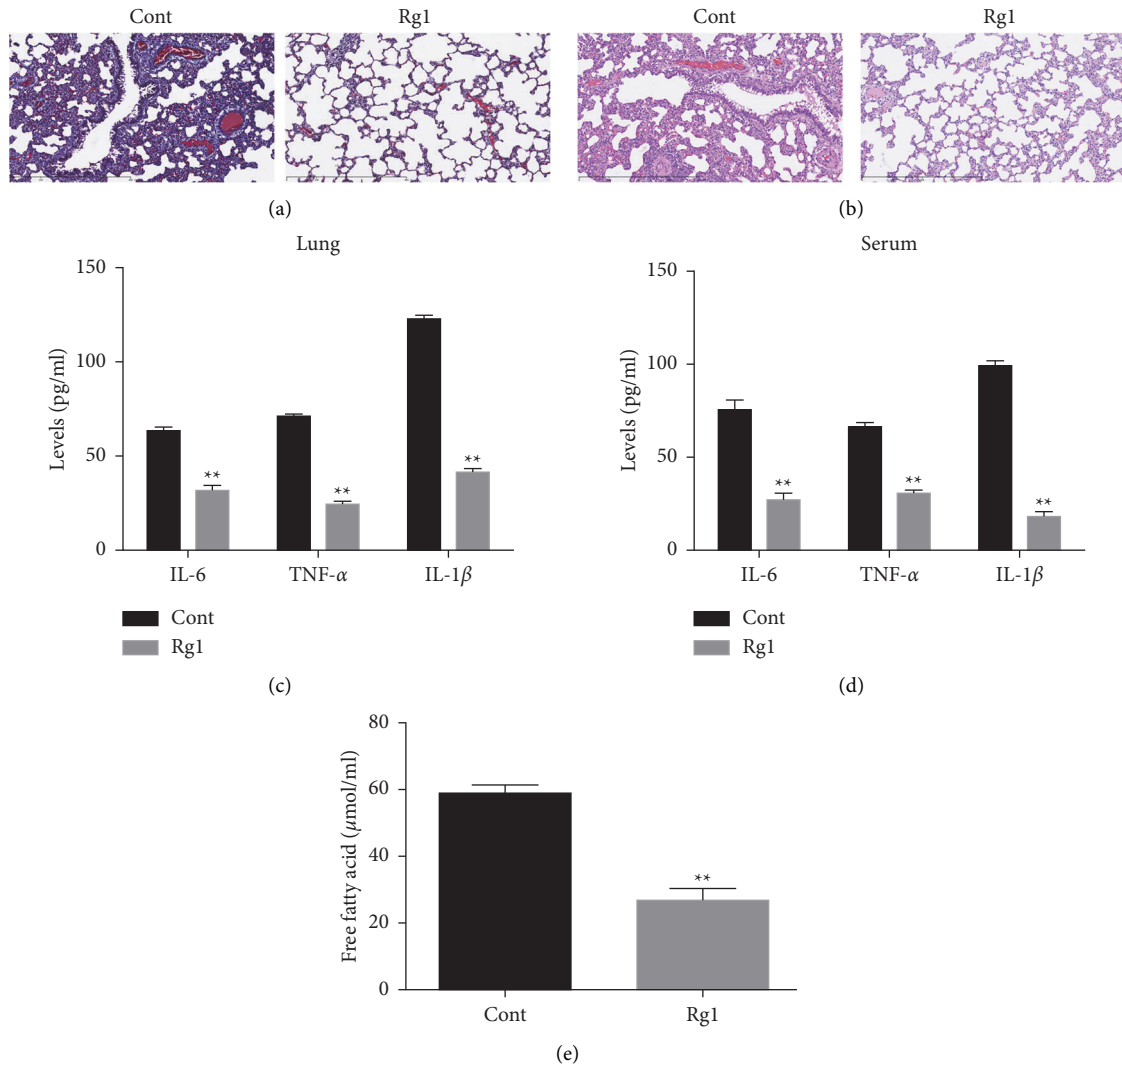 Cont
Rg1
Cont
Rg1
(a)
(b)
Lung
Levels (pg/ml)
150
100
50
0
**
**
**
IL-6
TNF-α
IL-1β
Cont
Rg1
(c)
Serum
Levels (pg/ml)
150
100
50
0
**
**
**
IL-6
TNF-α
IL-1β
Cont
Rg1
(d)
Free fatty acid (μmol/ml)
80
60
40
20
0
**
Cont
Rg1
(e)